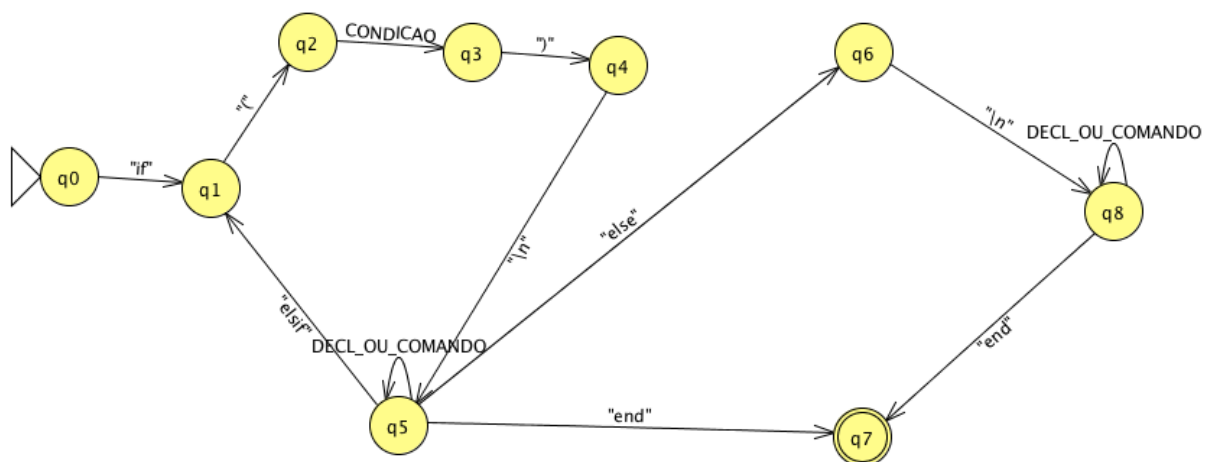 q2
CONDICAO
q3
")"
q4
q6
"("
"\n"
DECL_OU_COMANDO
q0
"if"
q1
q8
"else"
"\n"
"elsif"
DECL_OU_COMANDO
"end"
q5
"end"
q7